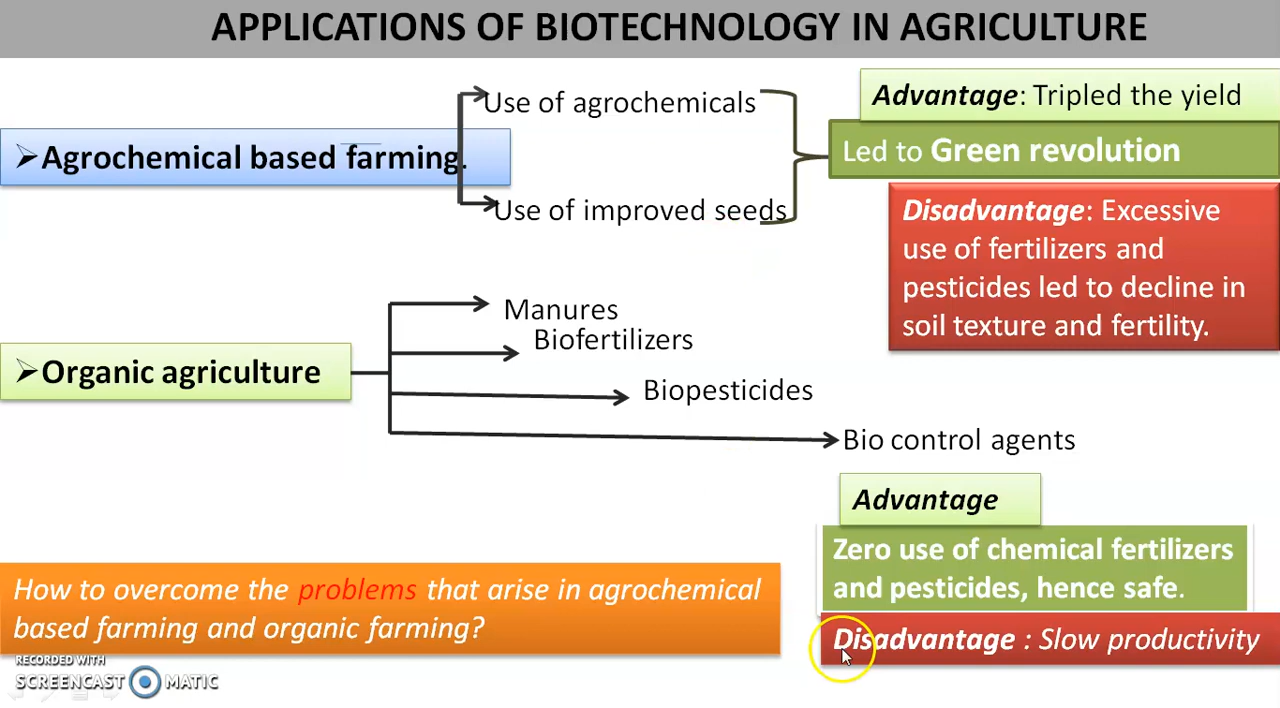 APPLICATIONS OF BIOTECHNOLOGY IN AGRICULTURE
➢Agrochemical based farming.
Use of agrochemicals
Use of improved seeds
Advantage: Tripled the yield
Led to Green revolution
Disadvantage: Excessive
use of fertilizers and
pesticides led to decline in
soil texture and fertility.
➢Organic agriculture
Manures
Biofertilizers
Biopesticides
Bio control agents
Advantage
Zero use of chemical fertilizers
and pesticides, hence safe.
Disadvantage : Slow productivity
How to overcome the problems that arise in agrochemical
based farming and organic farming?
RECORDED WITH
SCREENCAST MATIC